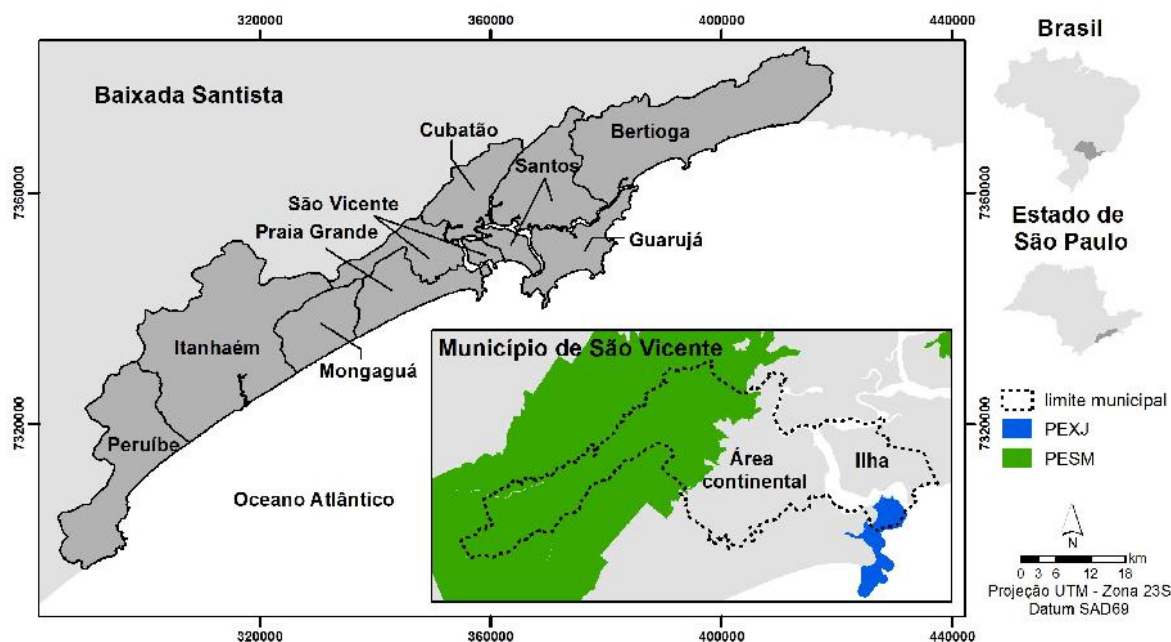 320000
360000
400000
440000
Baixada Santista
Bertioga
Cubatão
Santos
São Vicente
Praia Grande
Guarujá
Itanhaém
Mongaguá
Peruíbe
Oceano Atlântico
7360000
7320000
7360000
7320000
320000
360000
400000
440000
Município de São Vicente
Área
continental
Ilha
Brasil
Estado de
São Paulo
limite municipal
PEXJ
PESM
N
km
0 3 6 12 18
Projeção UTM - Zona 23S
Datum SAD69